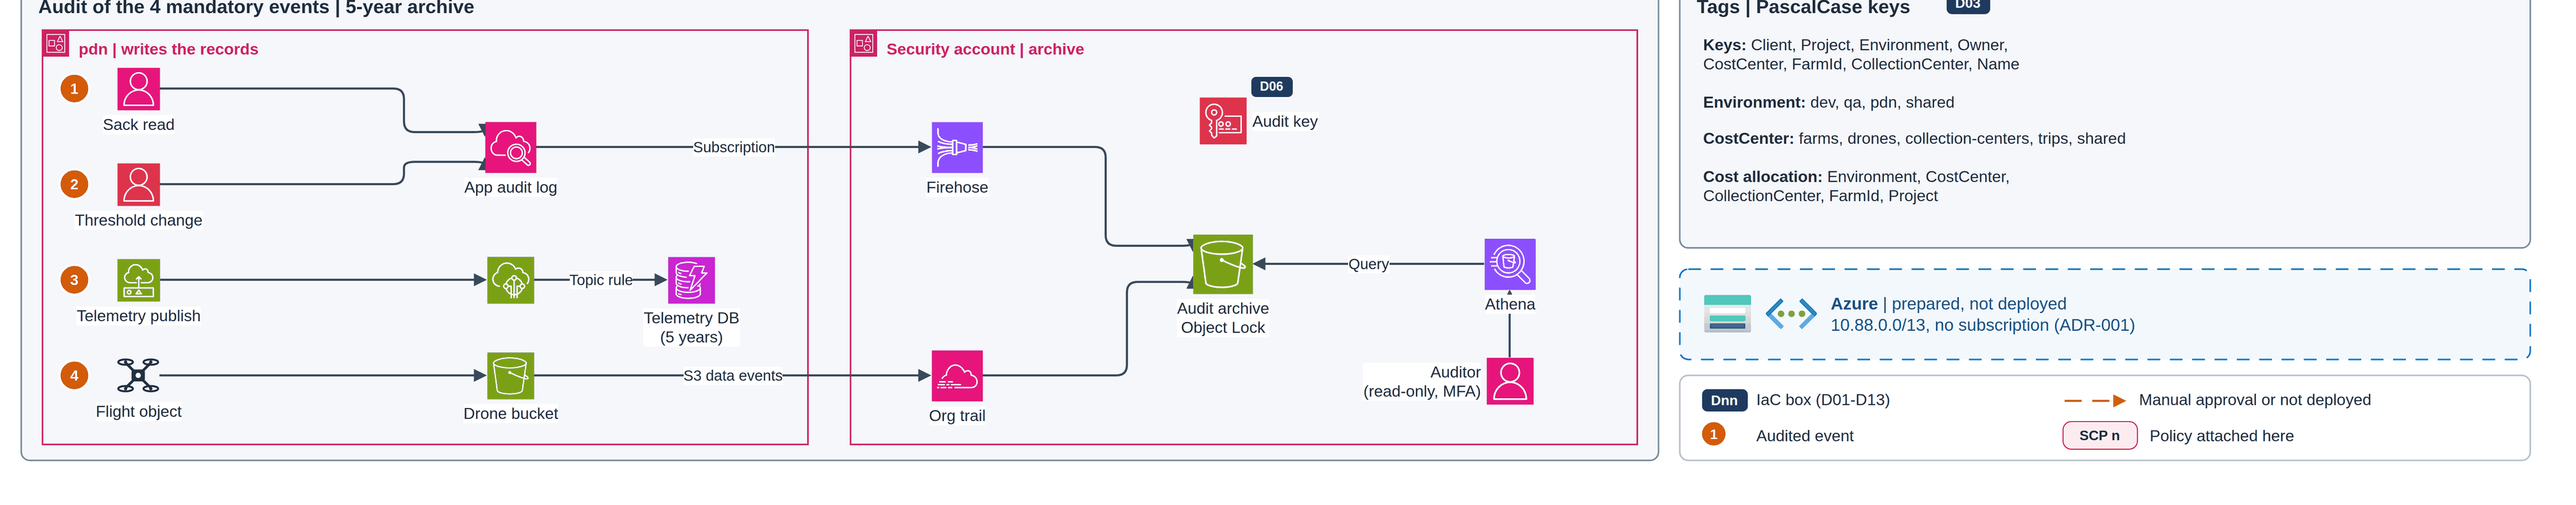 Audit of the 4 mandatory events | 5-year archive
pdn | writes the records
1
Sack read
2
Threshold change
App audit log
3
Telemetry publish
Topic rule
Telemetry DB
(5 years)
4
Flight object
Drone bucket
Subscription
S3 data events
Security account | archive
D06
Audit key
Firehose
Audit archive
Object Lock
Query
Athena
Org trail
Auditor
(read-only, MFA)
Tags | PascalCase keys
D03
Keys: Client, Project, Environment, Owner,
CostCenter, FarmId, CollectionCenter, Name
Environment: dev, qa, pdn, shared
CostCenter: farms, drones, collection-centers, trips, shared
Cost allocation: Environment, CostCenter,
CollectionCenter, FarmId, Project
Azure | prepared, not deployed
10.88.0.0/13, no subscription (ADR-001)
Dnn
IaC box (D01-D13)
Manual approval or not deployed
1
Audited event
SCP n
Policy attached here